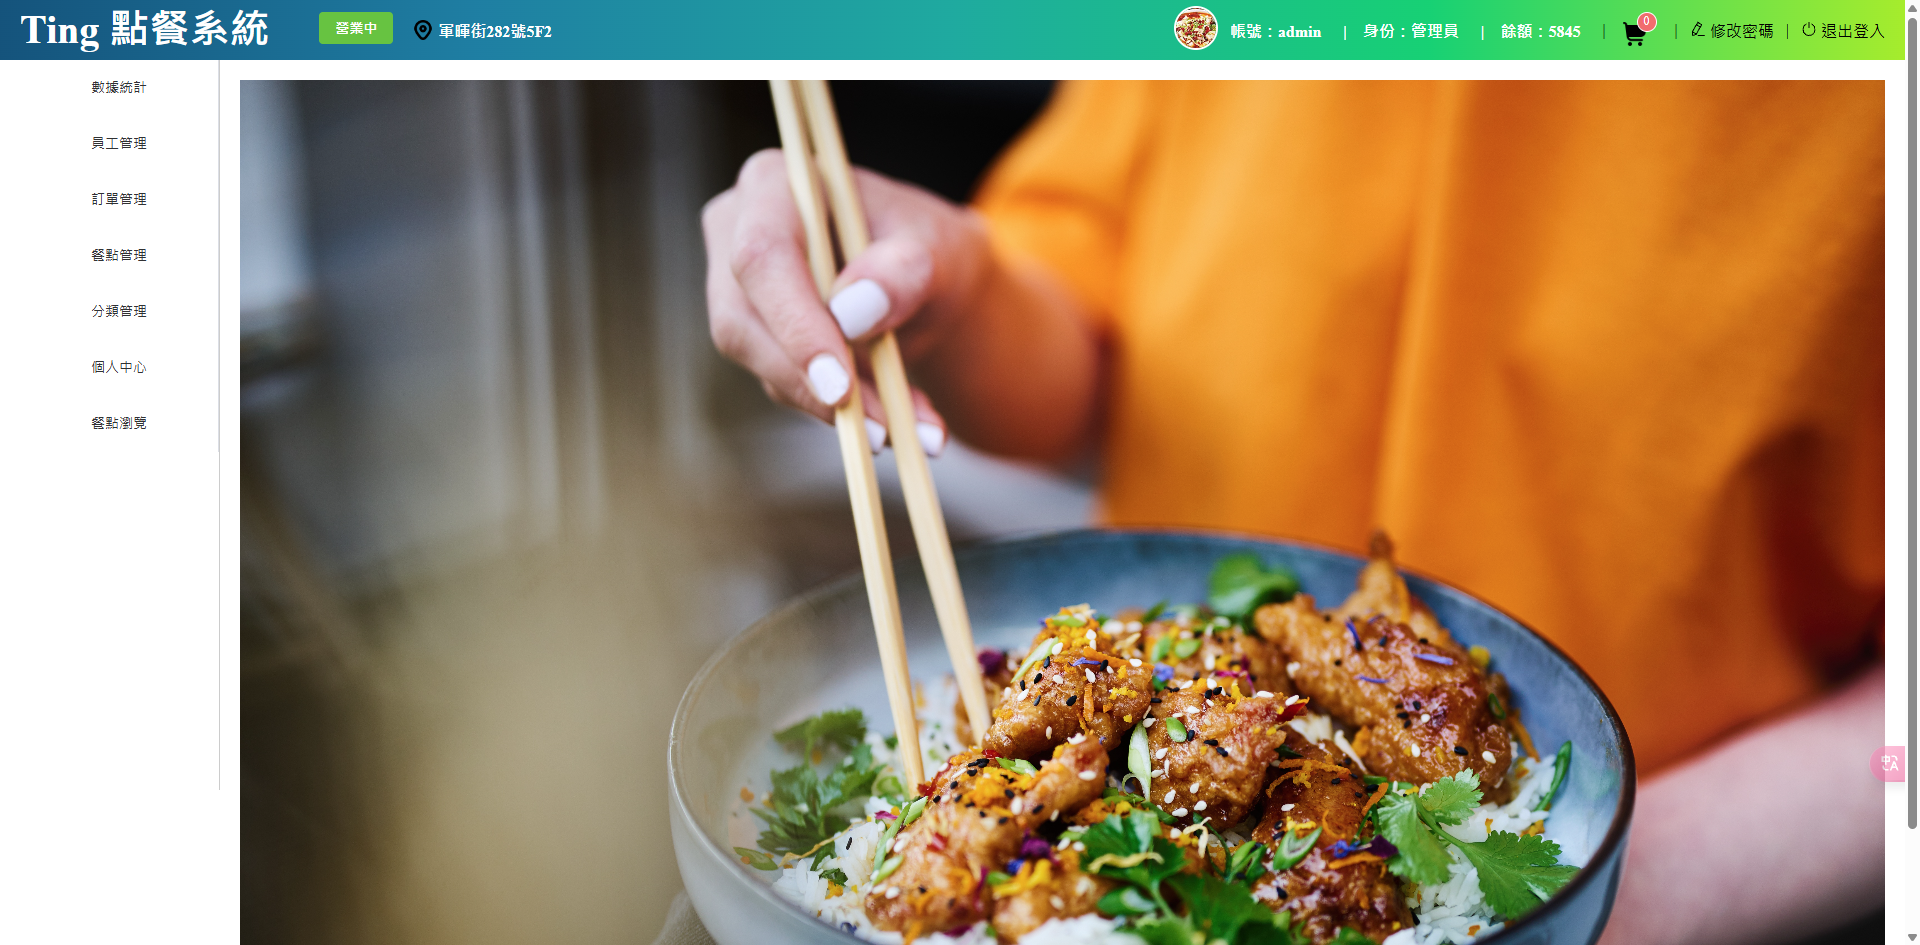 Ting 點餐系統
營業中
軍暉街282號5F2
帳號：admin | 身份：管理員 | 餘額：5845 | 0 | 修改密碼 | 退出登入
數據統計
員工管理
訂單管理
餐點管理
分類管理
個人中心
餐點瀏覽
中A